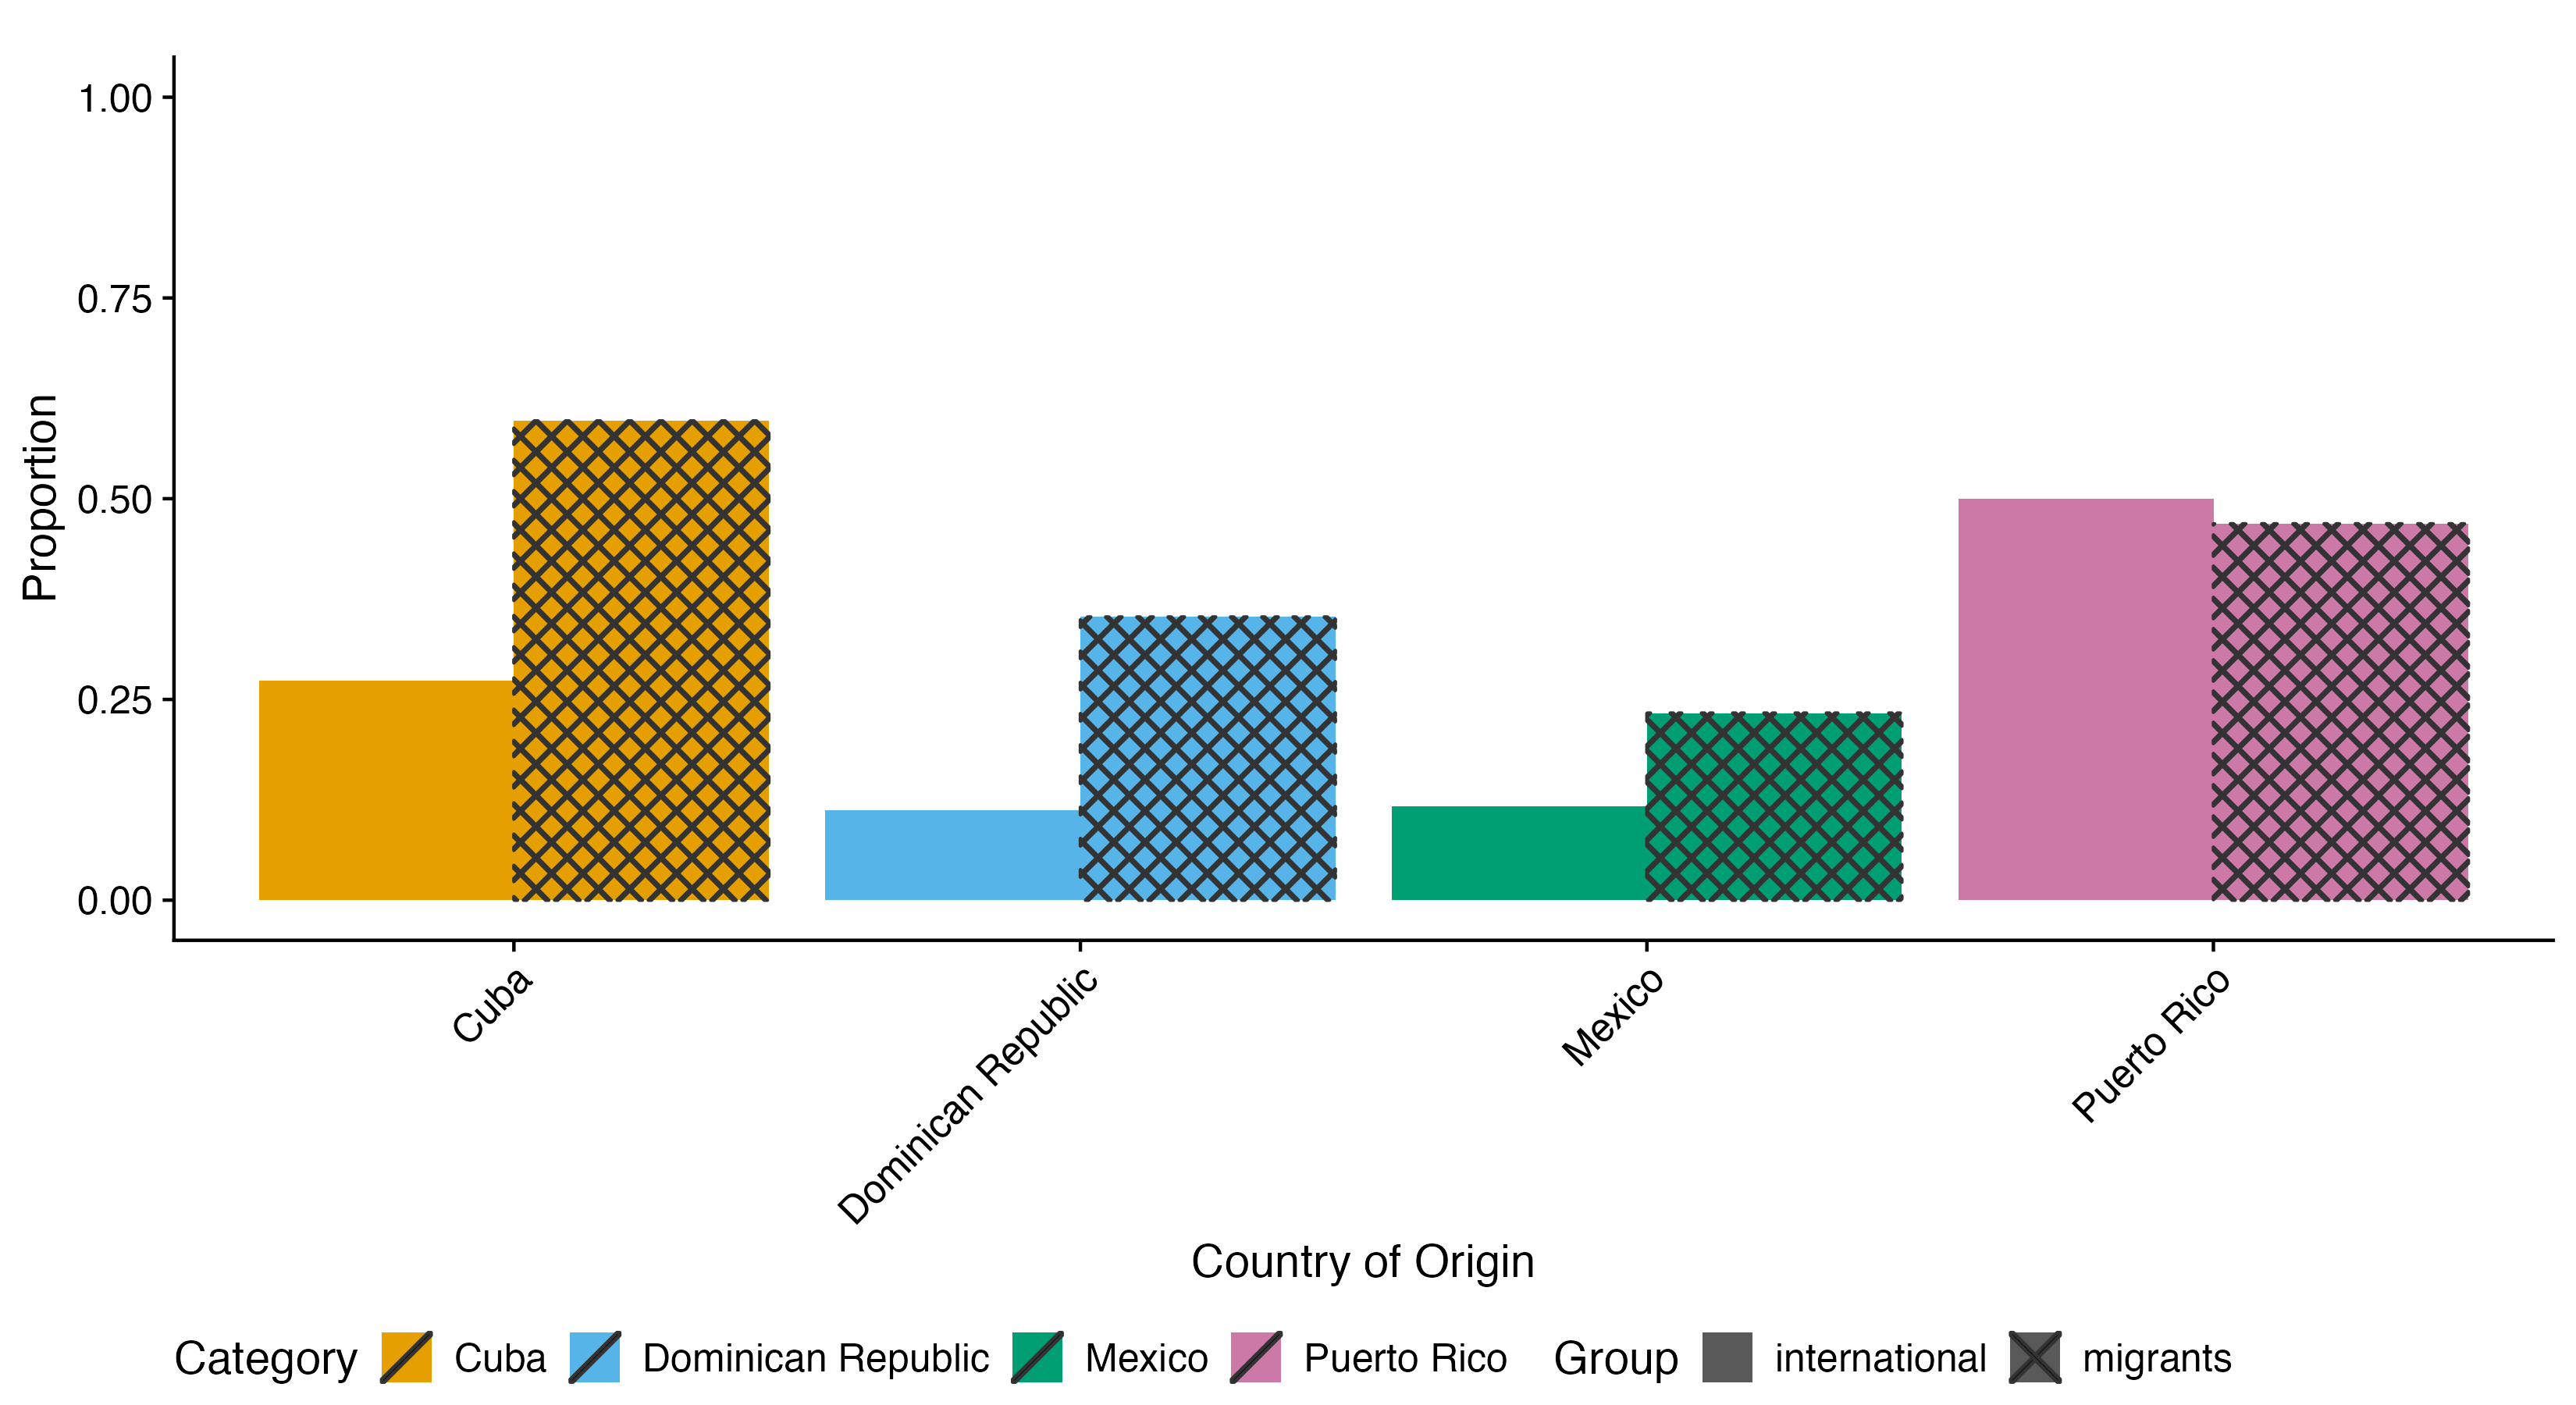 1.00
0.75
0.50
0.25
0.00
Proportion
Cuba
Dominican Republic
Mexico
Puerto Rico
Country of Origin
Category Cuba Dominican Republic Mexico Puerto Rico Group international migrants